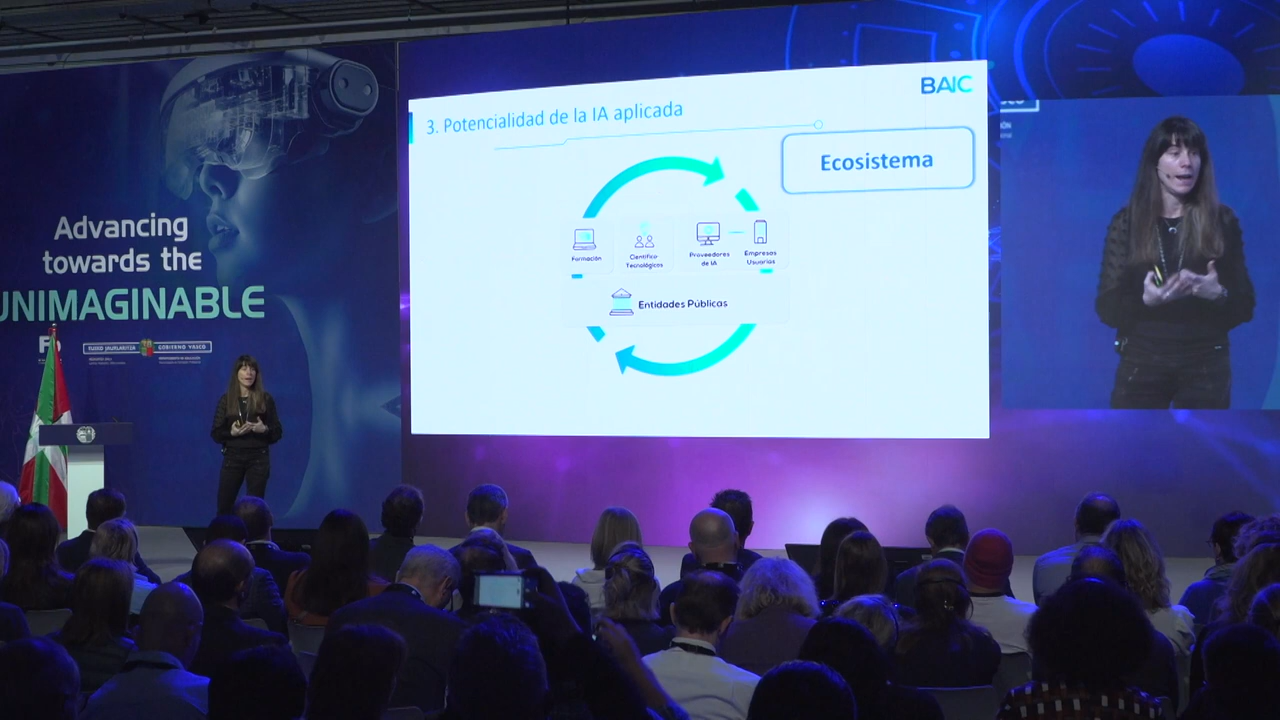 Advancing
towards the
UNIMAGINABLE
EUSKO JAURLARITZA
GOBIERNO VASCO
BAIC
3. Potencialidad de la IA aplicada
Ecosistema
Formación
Científico
Tecnológicos
Proveedores
de IA
Empresas
Usuarias
Entidades Públicas